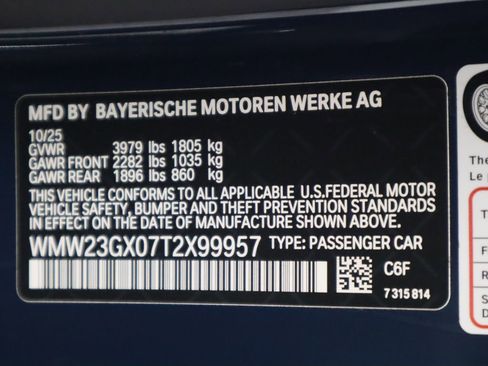 MFD BY BAYERISCHE MOTOREN WERKE AG
10/25
GVWR 3979 lbs 1805 kg
GAWR FRONT 2282 lbs 1035 kg
GAWR REAR 1896 lbs 860 kg
THIS VEHICLE CONFORMS TO ALL APPLICABLE U.S.FEDERAL MOTOR
VEHICLE SAFETY, BUMPER AND THEFT PREVENTION STANDARDS
IN EFFECT ON THE DATE OF MANUFACTURE SHOWN ABOVE.
WMW23GX07T2X99957 TYPE: PASSENGER CAR
C6F
7 315 814
The
Le p
T
F
R
S
D